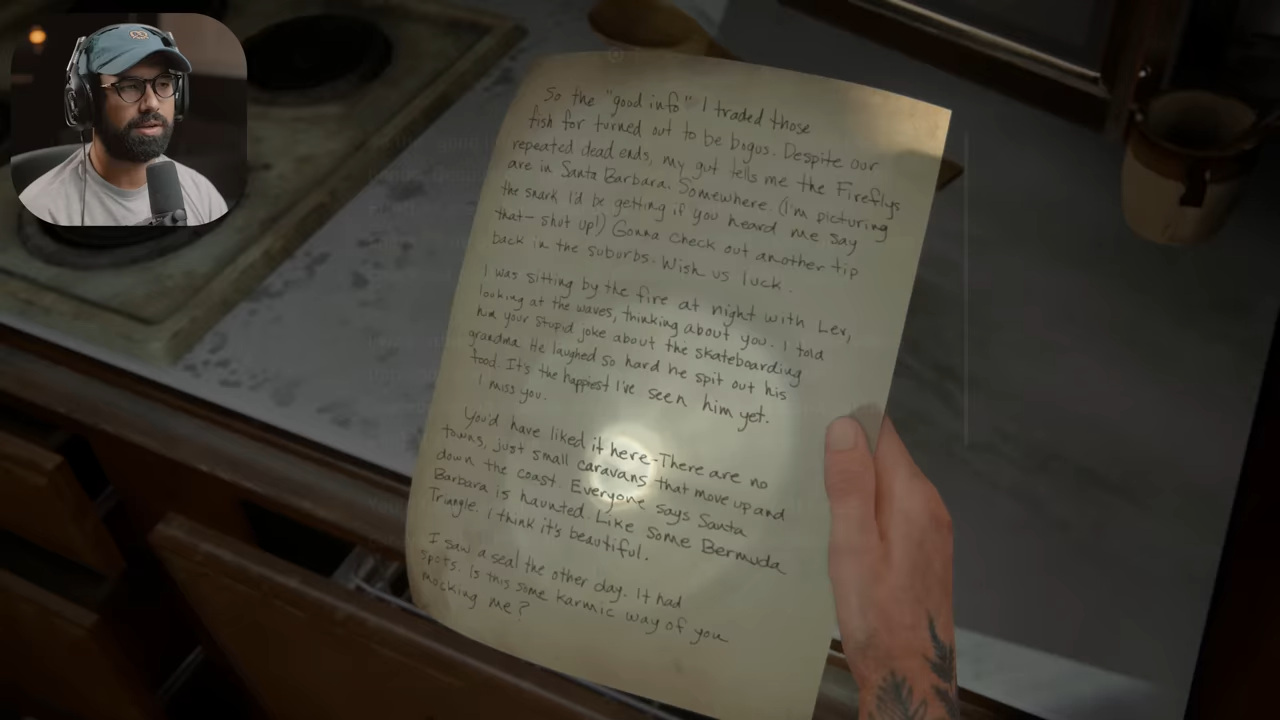 So the "good info" I traded those
fish for turned out to be bogus. Despite our
repeated dead ends, my gut tells me the Fireflys
are in Santa Barbara. Somewhere. (I'm picturing
the snark I'd be getting if you heard me say
that- shut up!) Gonna check out another tip
back in the suburbs. Wish us luck.
I was sitting by the fire at night with Lev,
looking at the waves, thinking about you. I told
him your stupid joke about the skateboarding
grandma. He laughed so hard he spit out his
food. It's the happiest I've seen him yet.
I miss you.
You'd have liked it here-There are no
towns, just small caravans that move up and
down the coast. Everyone says Santa
Barbara is haunted. Like some Bermuda
Triangle. I think it's beautiful.
I saw a seal the other day. It had
spots. Is this some karmic way of you
mocking me?